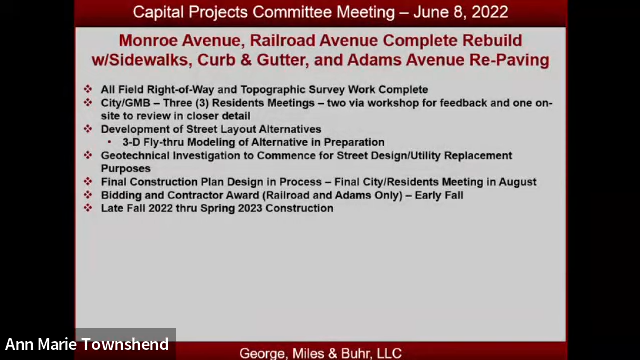 Capital Projects Committee Meeting – June 8, 2022
Monroe Avenue, Railroad Avenue Complete Rebuild
w/Sidewalks, Curb & Gutter, and Adams Avenue Re-Paving
❖ All Field Right-of-Way and Topographic Survey Work Complete
❖ City/GMB – Three (3) Residents Meetings – two via workshop for feedback and one on-
site to review in closer detail
❖ Development of Street Layout Alternatives
• 3-D Fly-thru Modeling of Alternative in Preparation
❖ Geotechnical Investigation to Commence for Street Design/Utility Replacement
Purposes
❖ Final Construction Plan Design in Process – Final City/Residents Meeting in August
❖ Bidding and Contractor Award (Railroad and Adams Only) – Early Fall
❖ Late Fall 2022 thru Spring 2023 Construction
Ann Marie Townshend
George, Miles & Buhr, LLC